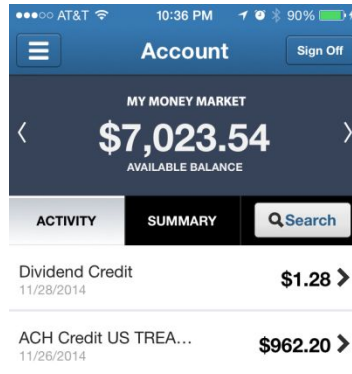 AT&T 10:36 PM 90%
Account Sign Off
MY MONEY MARKET
$7,023.54
AVAILABLE BALANCE
ACTIVITY SUMMARY Search
Dividend Credit
11/28/2014 $1.28
ACH Credit US TREA...
11/26/2014 $962.20